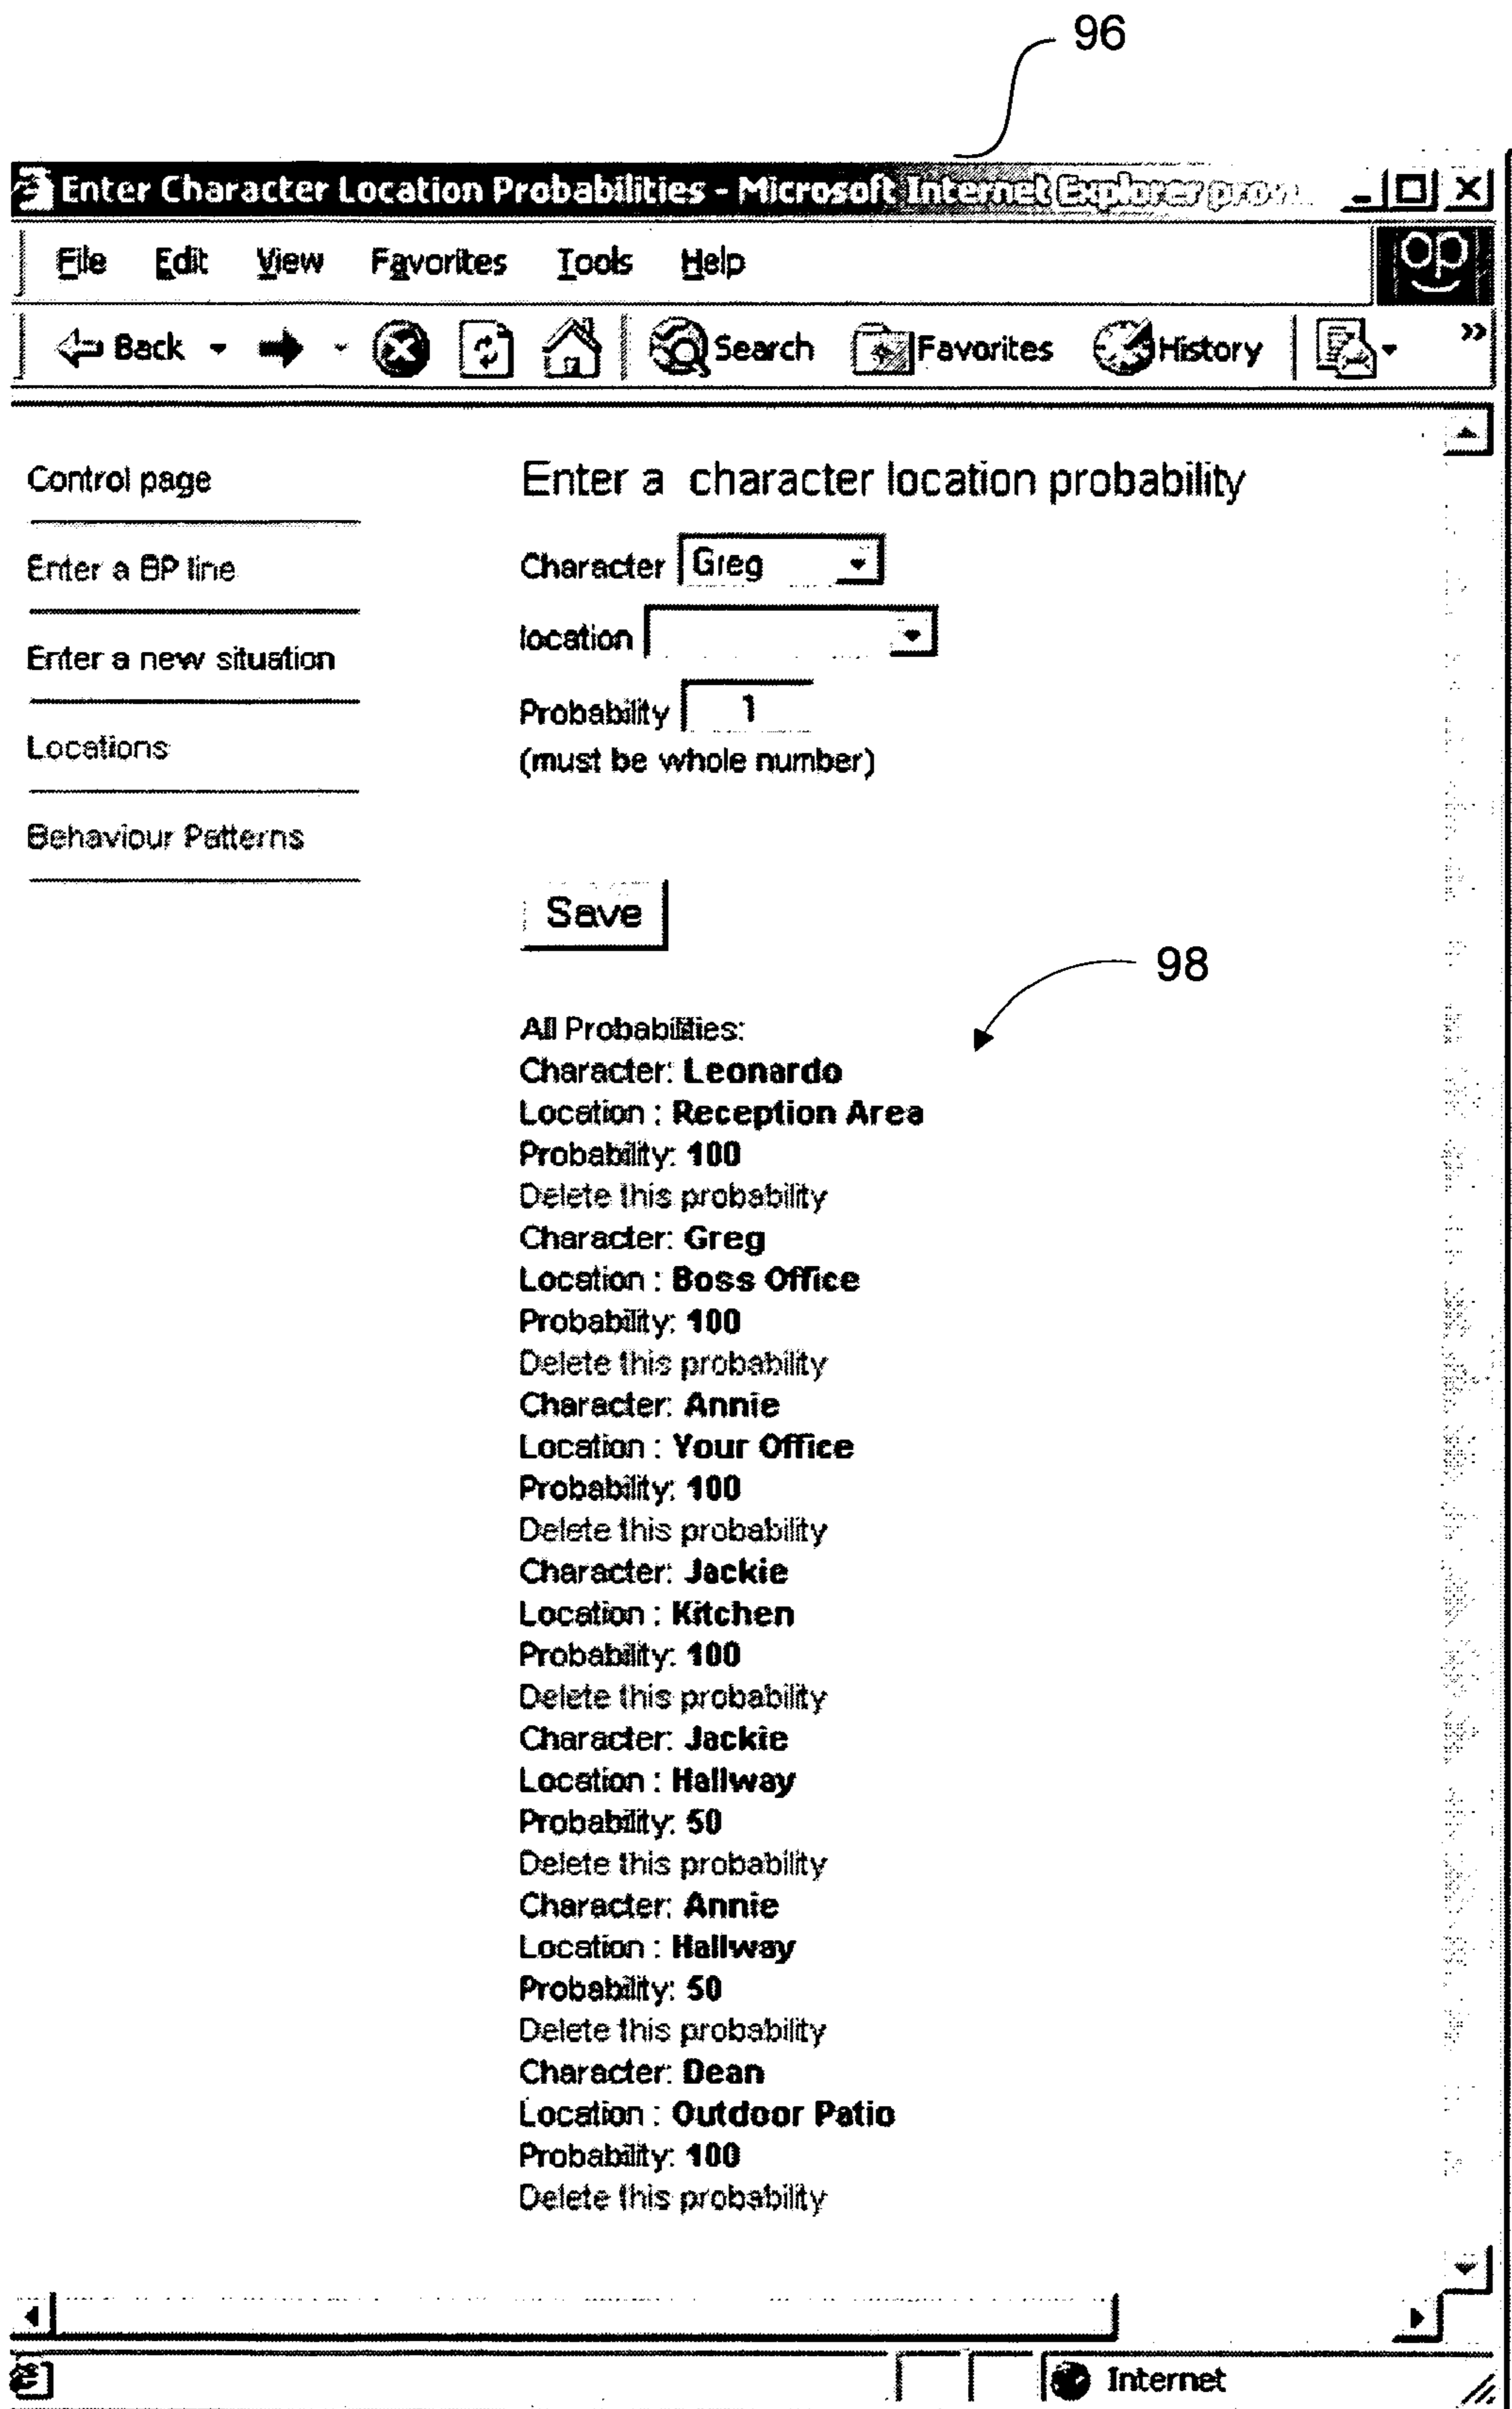 96
Enter Character Location Probabilities - Microsoft Internet Explorer prov...
File Edit View Favorites Tools Help
Back Search Favorites History »
Control page
Enter a BP line
Enter a new situation
Locations
Behaviour Patterns
Enter a character location probability
Character Greg
location
Probability 1
(must be whole number)
Save
98
All Probabilities:
Character: Leonardo
Location : Reception Area
Probability: 100
Delete this probability
Character: Greg
Location : Boss Office
Probability: 100
Delete this probability
Character: Annie
Location : Your Office
Probability: 100
Delete this probability
Character: Jackie
Location : Kitchen
Probability: 100
Delete this probability
Character: Jackie
Location : Hallway
Probability: 50
Delete this probability
Character: Annie
Location : Hallway
Probability: 50
Delete this probability
Character: Dean
Location : Outdoor Patio
Probability: 100
Delete this probability
Internet